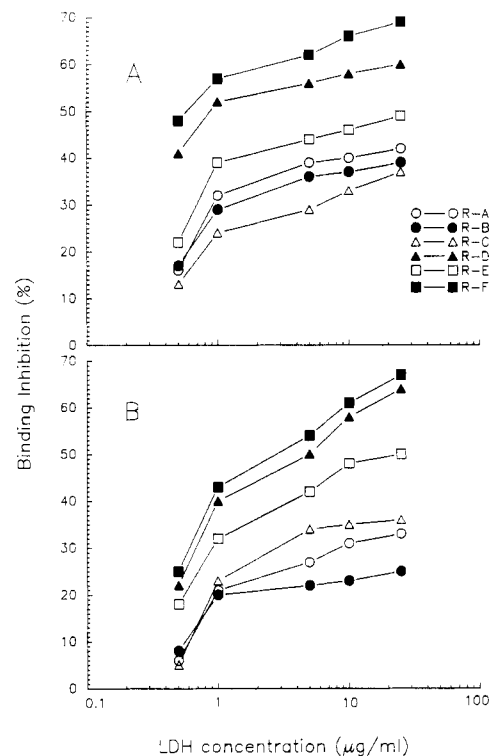 70
60
50
40
30
20
10
0
A
R-A
R-B
R-C
R-D
R-E
R-F
Binding Inhibition (%)
70
60
50
40
30
20
10
0
B
0.1
1
10
100
LDH concentration (μg/ml)